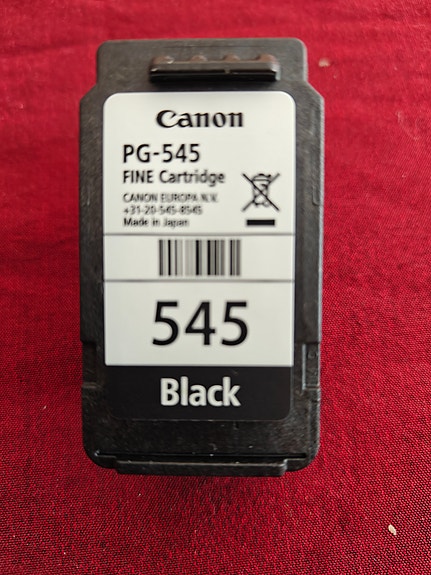 Canon
PG-545
FINE Cartridge
CANON EUROPA N.V.
+31-20-545-8545
Made in Japan
545
Black